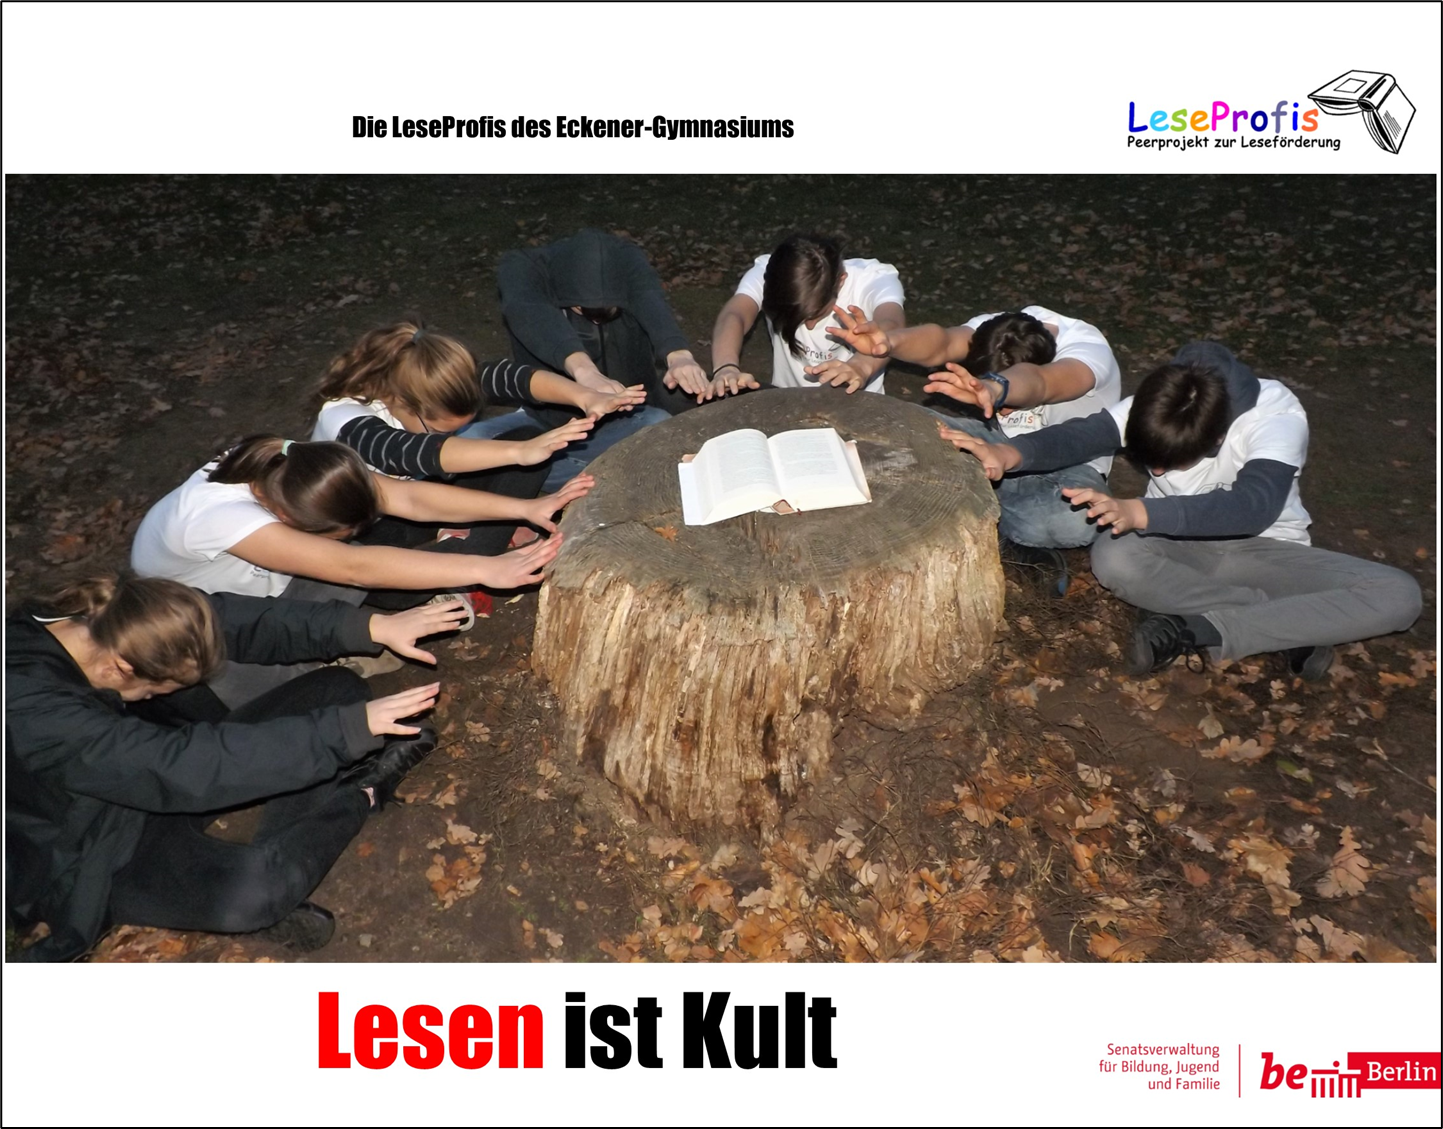 Die LeseProfis des Eckener-Gymnasiums
LeseProfis
Peerprojekt zur Leseförderung
Lesen ist Kult
Senatsverwaltung
für Bildung, Jugend
und Familie
be Berlin